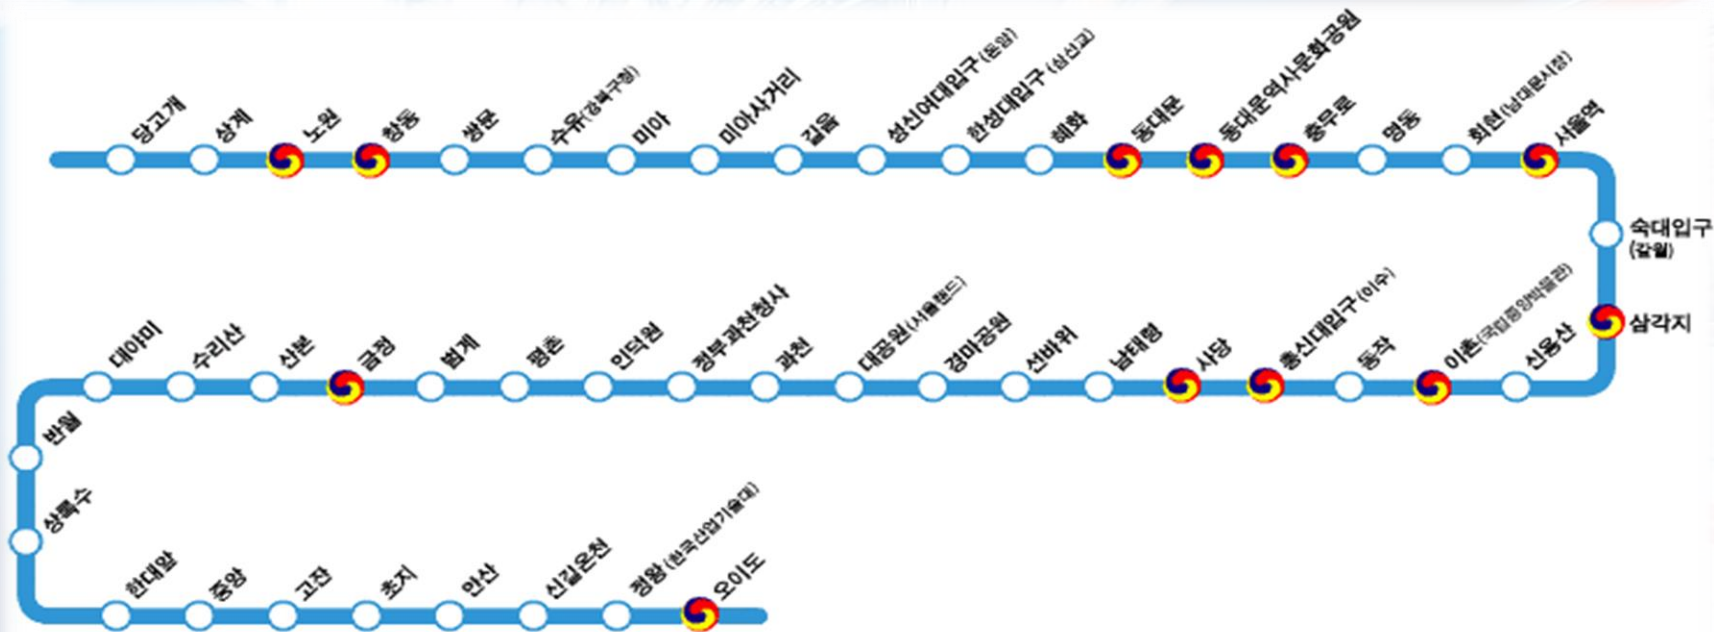 당고개
상계
노원
창동
쌍문
수유(강북구청)
미아
미아사거리
길음
성신여대입구(돈암)
한성대입구(삼선교)
혜화
동대문
동대문역사문화공원
충무로
명동
회현(남대문시장)
서울역
숙대입구
(갈월)
삼각지
신용산
이촌(국립중앙박물관)
동작
총신대입구(이수)
사당
남태령
선바위
경마공원
대공원(서울랜드)
과천
정부과천청사
인덕원
평촌
범계
금정
산본
수리산
대야미
반월
상록수
한대앞
중앙
고잔
초지
안산
신길온천
정왕(한국산업기술대)
오이도